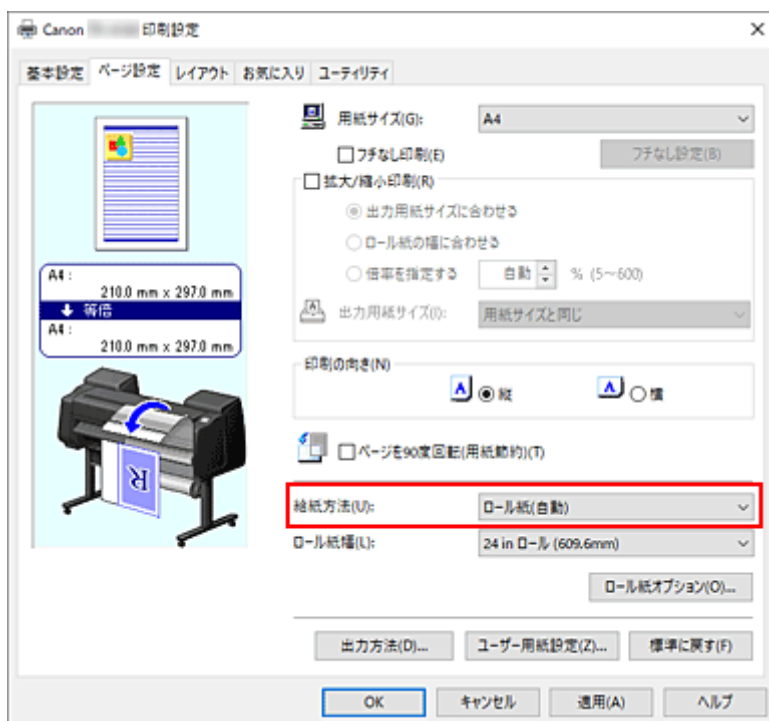 Canon 印刷設定
基本設定 ページ設定 レイアウト お気に入り ユーティリティ
用紙サイズ(G): A4
フチなし印刷(E) フチなし設定(B)
拡大/縮小印刷(R)
出力用紙サイズに合わせる
ロール紙の幅に合わせる
倍率を指定する 自動 % (5~600)
出力用紙サイズ(I): 用紙サイズと同じ
A4 :
210.0 mm x 297.0 mm
等倍
A4 :
210.0 mm x 297.0 mm
印刷の向き(N)
A 縦 A 横
ページを90度回転(用紙節約)(T)
R
給紙方法(U): ロール紙(自動)
ロール紙幅(L): 24 in ロール (609.6mm)
ロール紙オプション(O)...
出力方法(D)... ユーザー用紙設定(Z)... 標準に戻す(F)
OK キャンセル 適用(A) ヘルプ